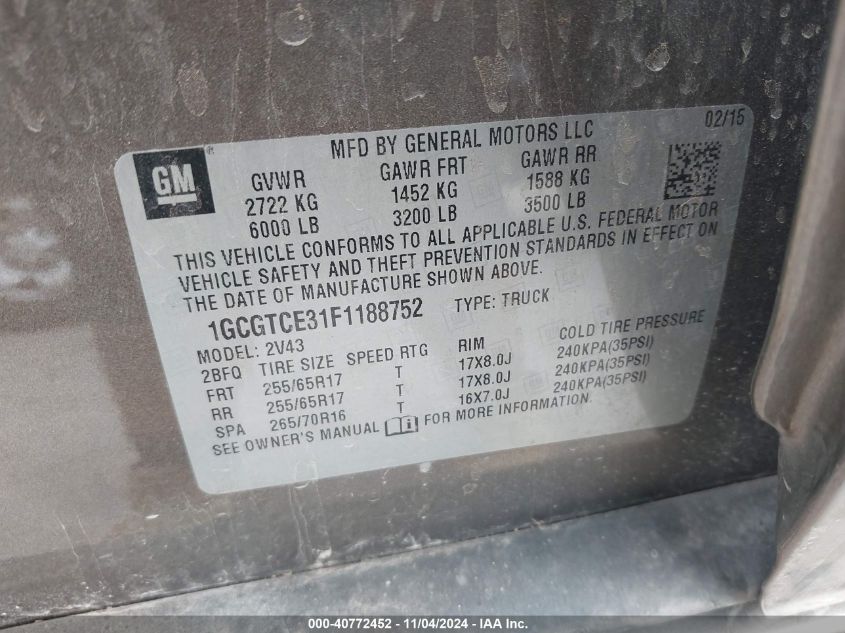 MFD BY GENERAL MOTORS LLC 02/15
GM
GVWR GAWR FRT GAWR RR
2722 KG 1452 KG 1588 KG
6000 LB 3200 LB 3500 LB
THIS VEHICLE CONFORMS TO ALL APPLICABLE U.S. FEDERAL MOTOR
VEHICLE SAFETY AND THEFT PREVENTION STANDARDS IN EFFECT ON
THE DATE OF MANUFACTURE SHOWN ABOVE.
1GCGTCE31F1188752 TYPE: TRUCK
MODEL: 2V43
2BFQ TIRE SIZE SPEED RTG RIM COLD TIRE PRESSURE
FRT 255/65R17 T 17X8.0J 240KPA(35PSI)
RR 255/65R17 T 17X8.0J 240KPA(35PSI)
SPA 265/70R16 T 16X7.0J 240KPA(35PSI)
SEE OWNER'S MANUAL FOR MORE INFORMATION.
000-40772452 - 11/04/2024 - IAA Inc.